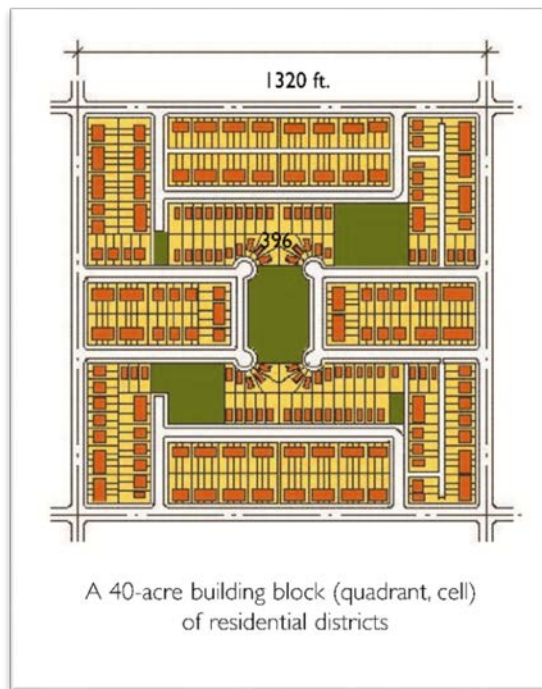 1320 ft.
396
A 40-acre building block (quadrant, cell)
of residential districts